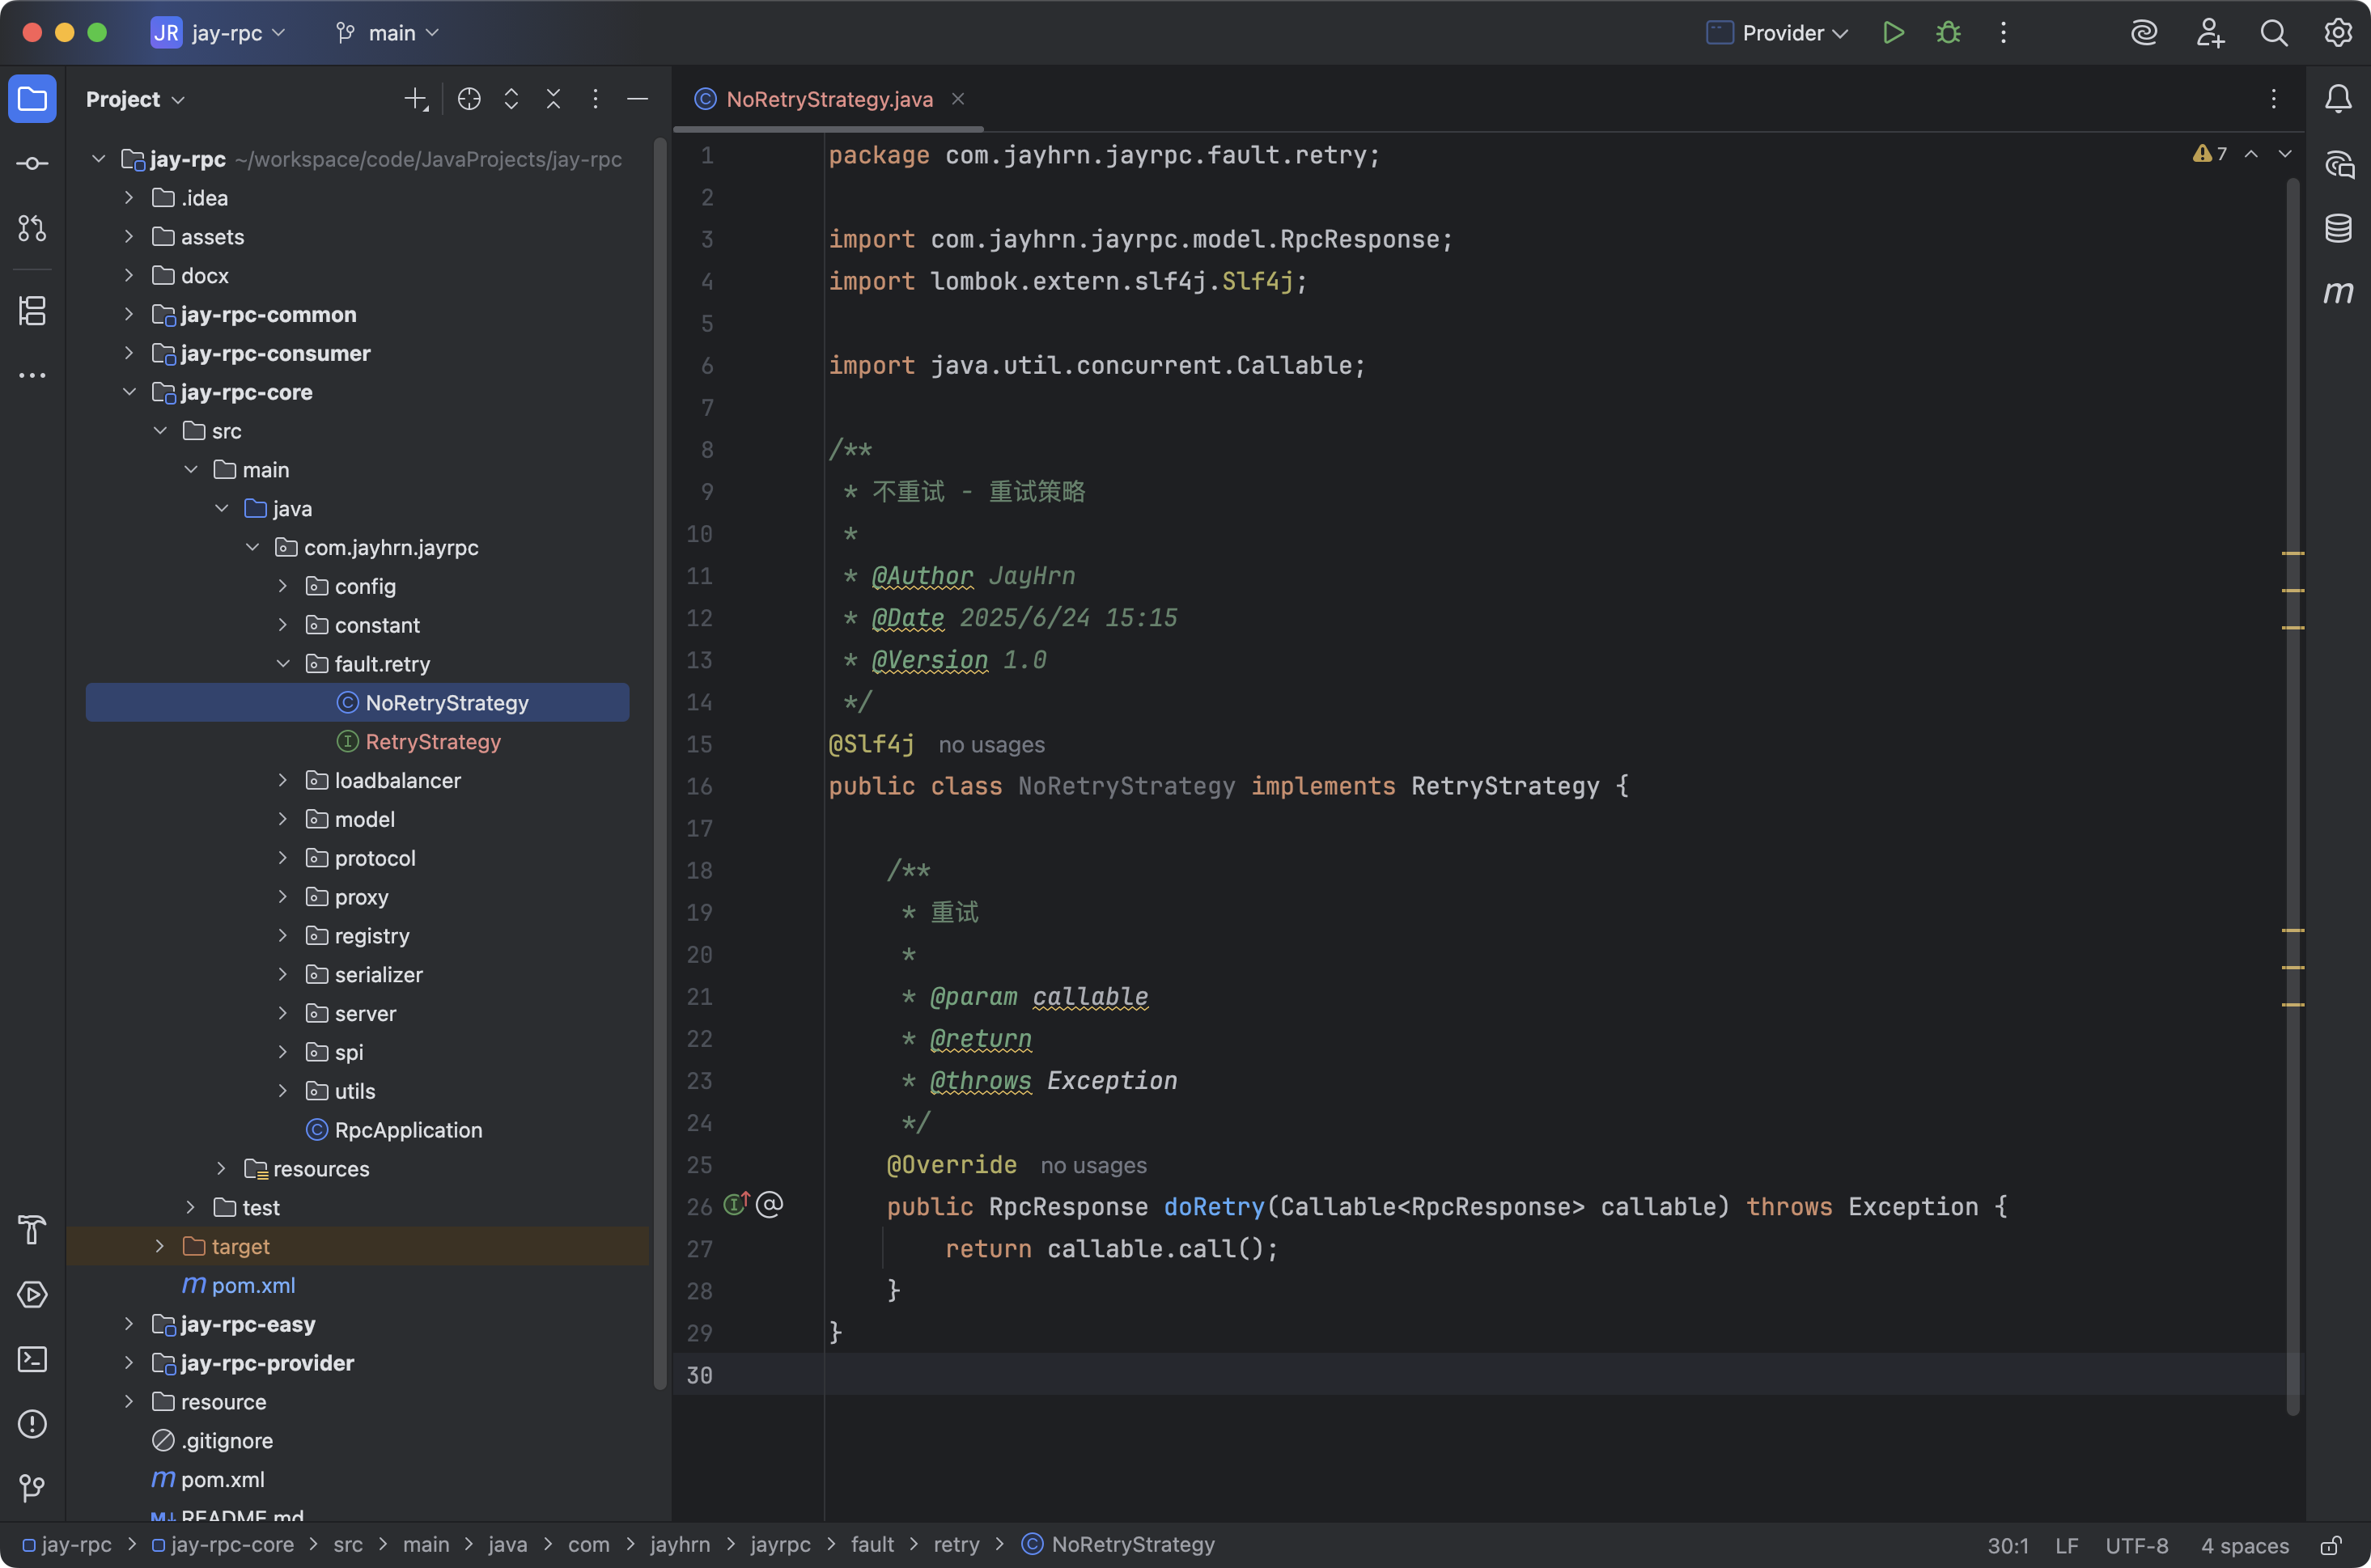 JR jay-rpc main Provider
Project
jay-rpc ~/workspace/code/JavaProjects/jay-rpc
.idea
assets
docx
jay-rpc-common
jay-rpc-consumer
jay-rpc-core
src
main
java
com.jayhrn.jayrpc
config
constant
fault.retry
NoRetryStrategy
RetryStrategy
loadbalancer
model
protocol
proxy
registry
serializer
server
spi
utils
RpcApplication
resources
test
target
pom.xml
jay-rpc-easy
jay-rpc-provider
resource
.gitignore
pom.xml
README.md
NoRetryStrategy.java
7
1 package com.jayhrn.jayrpc.fault.retry;
2
3 import com.jayhrn.jayrpc.model.RpcResponse;
4 import lombok.extern.slf4j.Slf4j;
5
6 import java.util.concurrent.Callable;
7
8 /**
9 * 不重试 - 重试策略
10 *
11 * @Author JayHrn
12 * @Date 2025/6/24 15:15
13 * @Version 1.0
14 */
15 @Slf4j no usages
16 public class NoRetryStrategy implements RetryStrategy {
17
18 /**
19 * 重试
20 *
21 * @param callable
22 * @return
23 * @throws Exception
24 */
25 @Override no usages
26 public RpcResponse doRetry(Callable<RpcResponse> callable) throws Exception {
27 return callable.call();
28 }
29 }
30
jay-rpc > jay-rpc-core > src > main > java > com > jayhrn > jayrpc > fault > retry > NoRetryStrategy
30:1 LF UTF-8 4 spaces